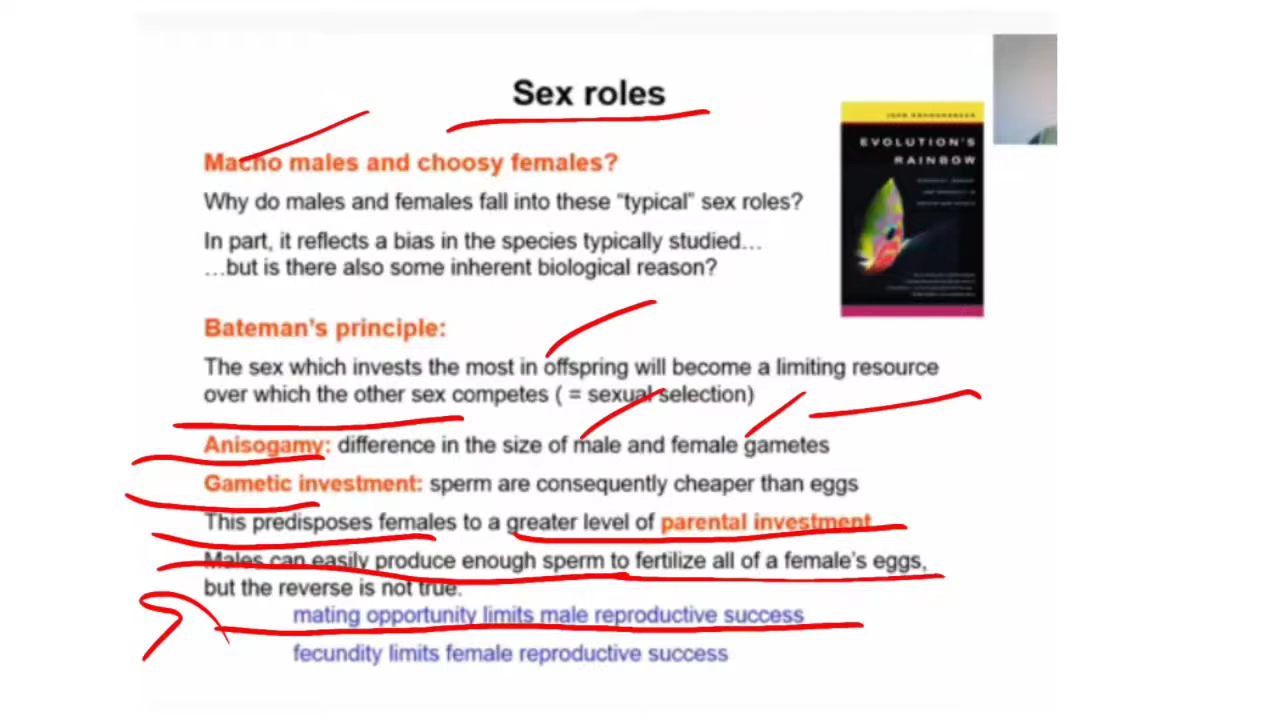 Sex roles
Macho males and choosy females?
Why do males and females fall into these “typical” sex roles?
In part, it reflects a bias in the species typically studied…
…but is there also some inherent biological reason?
EVOLUTION'S
RAINBOW
Bateman’s principle:
The sex which invests the most in offspring will become a limiting resource
over which the other sex competes ( = sexual selection)
Anisogamy: difference in the size of male and female gametes
Gametic investment: sperm are consequently cheaper than eggs
This predisposes females to a greater level of parental investment
Males can easily produce enough sperm to fertilize all of a female’s eggs,
but the reverse is not true.
mating opportunity limits male reproductive success
fecundity limits female reproductive success